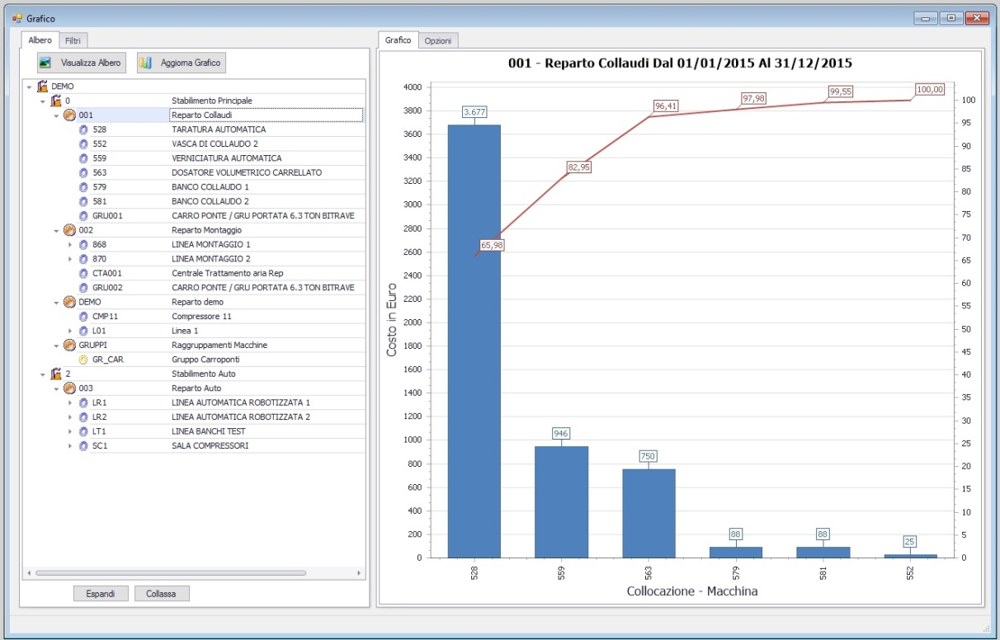 Grafico
Albero Filtri
Visualizza Albero Aggiorna Grafico
DEMO
0 Stabilimento Principale
001 Reparto Collaudi
528 TARATURA AUTOMATICA
552 VASCA DI COLLAUDO 2
559 VERNICIATURA AUTOMATICA
563 DOSATORE VOLUMETRICO CARRELLATO
579 BANCO COLLAUDO 1
581 BANCO COLLAUDO 2
GRU001 CARRO PONTE / GRU PORTATA 6.3 TON BITRAVE
002 Reparto Montaggio
868 LINEA MONTAGGIO 1
870 LINEA MONTAGGIO 2
CTA001 Centrale Trattamento aria Rep
GRU002 CARRO PONTE / GRU PORTATA 6.3 TON BITRAVE
DEMO Reparto demo
CMP11 Compressore 11
L01 Linea 1
GRUPPI Raggruppamenti Macchine
GR_CAR Gruppo Carroponti
2 Stabilimento Auto
003 Reparto Auto
LR1 LINEA AUTOMATICA ROBOTIZZATA 1
LR2 LINEA AUTOMATICA ROBOTIZZATA 2
LT1 LINEA BANCHI TEST
SC1 SALA COMPRESSORI
Espandi Collassa
Grafico Opzioni
001 - Reparto Collaudi Dal 01/01/2015 Al 31/12/2015
Costo in Euro
4000
3800
3600
3400
3200
3000
2800
2600
2400
2200
2000
1800
1600
1400
1200
1000
800
600
400
200
0
3.677
946
750
88
88
25
65,98
82,95
96,41
97,98
99,55
100,00
100
95
90
85
80
75
70
65
60
55
50
45
40
35
30
25
20
15
10
5
0
528 559 563 579 581 552
Collocazione - Macchina